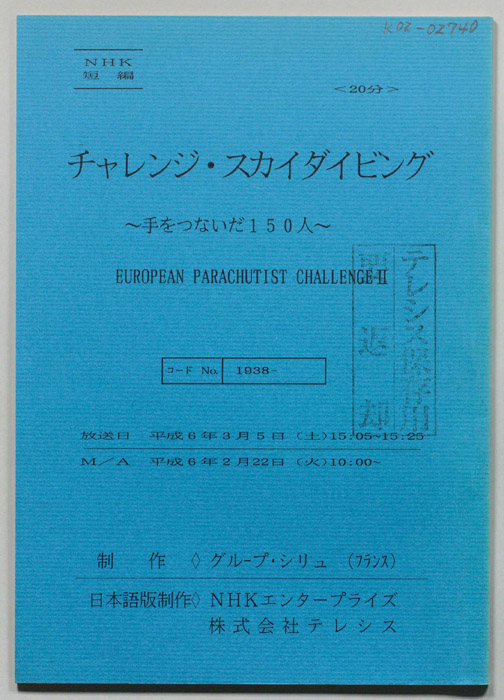 K02-02740
NHK
短編
<20分>
チャレンジ・スカイダイビング
~手をつないだ150人~
EUROPEAN PARACHUTIST CHALLENGE-II
テレシス保存用
要返却
コード No. 1938-
放送日 平成6年3月5日(土)15:05~15:25
M/A 平成6年2月22日(火)10:00~
制作◇グループ・シリュ(フランス)
日本語版制作◇NHKエンタープライズ
株式会社テレシス